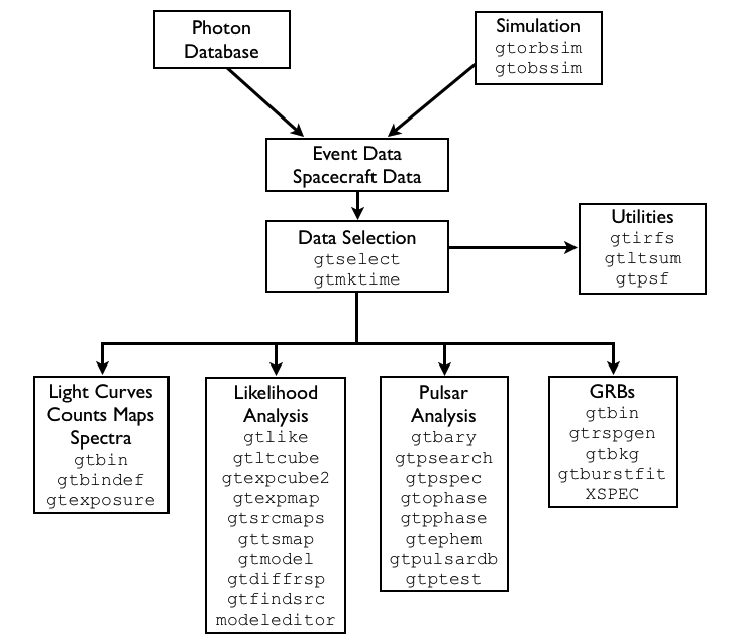 Photon
Database
Simulation
gtorbsim
gtobssim
Event Data
Spacecraft Data
Data Selection
gtselect
gtmktime
Utilities
gtirfs
gtltsum
gtpsf
Light Curves
Counts Maps
Spectra
gtbin
gtbindef
gtexposure
Likelihood
Analysis
gtlike
gtltcube
gtexpcube2
gtexpmap
gtsrcmaps
gttsmap
gtmodel
gtdiffrsp
gtfindsrc
modeleditor
Pulsar
Analysis
gtbary
gtpsearch
gtpspec
gtophase
gtpphase
gtephem
gtpulsardb
gtptest
GRBs
gtbin
gtrspgen
gtbkg
gtburstfit
XSPEC